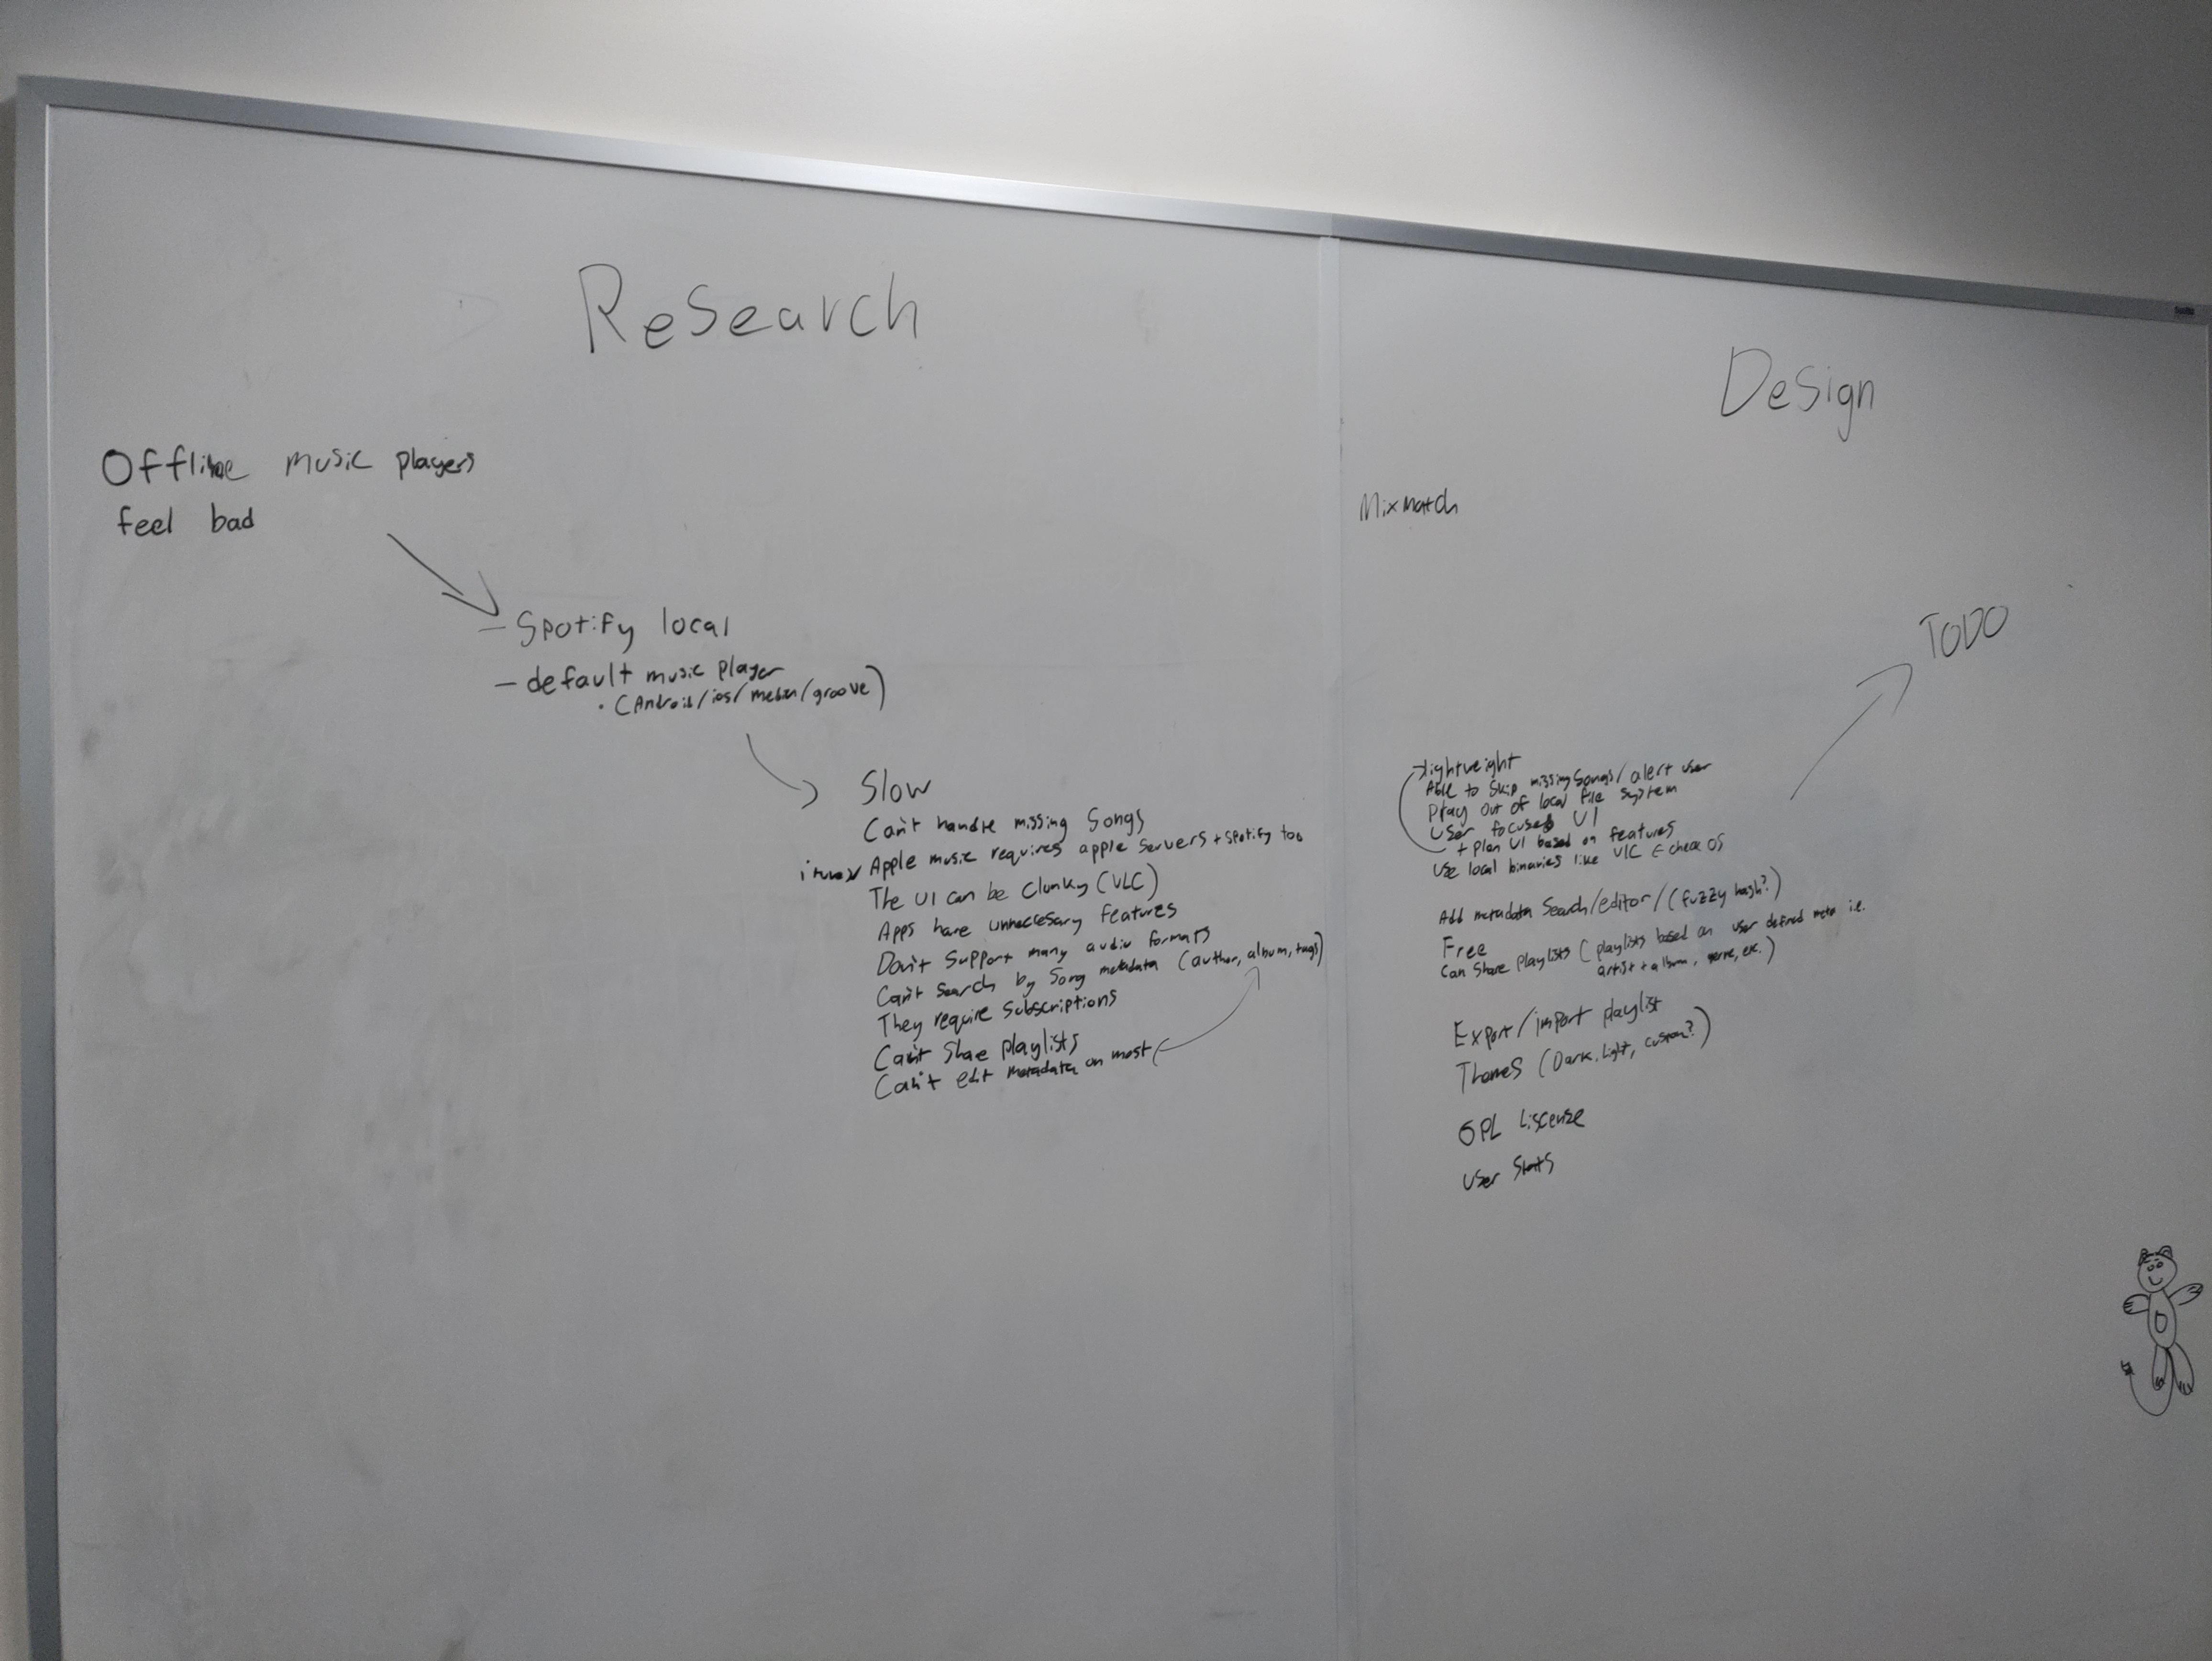 Research
Offline music players
feel bad
- Spotify local
- default music player
• (Android/ios/ /groove)
Slow
Can't handle missing Songs
itunes Apple music requires apple servers + spotify too
The UI can be Clunky (VLC)
Apps have unneccesary features
Don't Support many audio formats
Can't Search by Song metadata (author, album, tags)
They require Subscriptions
Can't Shae playlists
Can't edit metadata on most
Design
Mixmatch
TODO
lightweight
Able to Skip missing Songs/alert user
Play out of local file system
User focused UI
+ plan UI based on features
Use local binaries like VLC ← check OS
Add metadata Search/editor/(fuzzy hash?)
Free
Can Share Playlists (playlists based on user defined meta i.e.
artist + album, genre, etc.)
Export/import playlist
Themes (Dark, Light, custom?)
GPL Liscense
User Stats
D